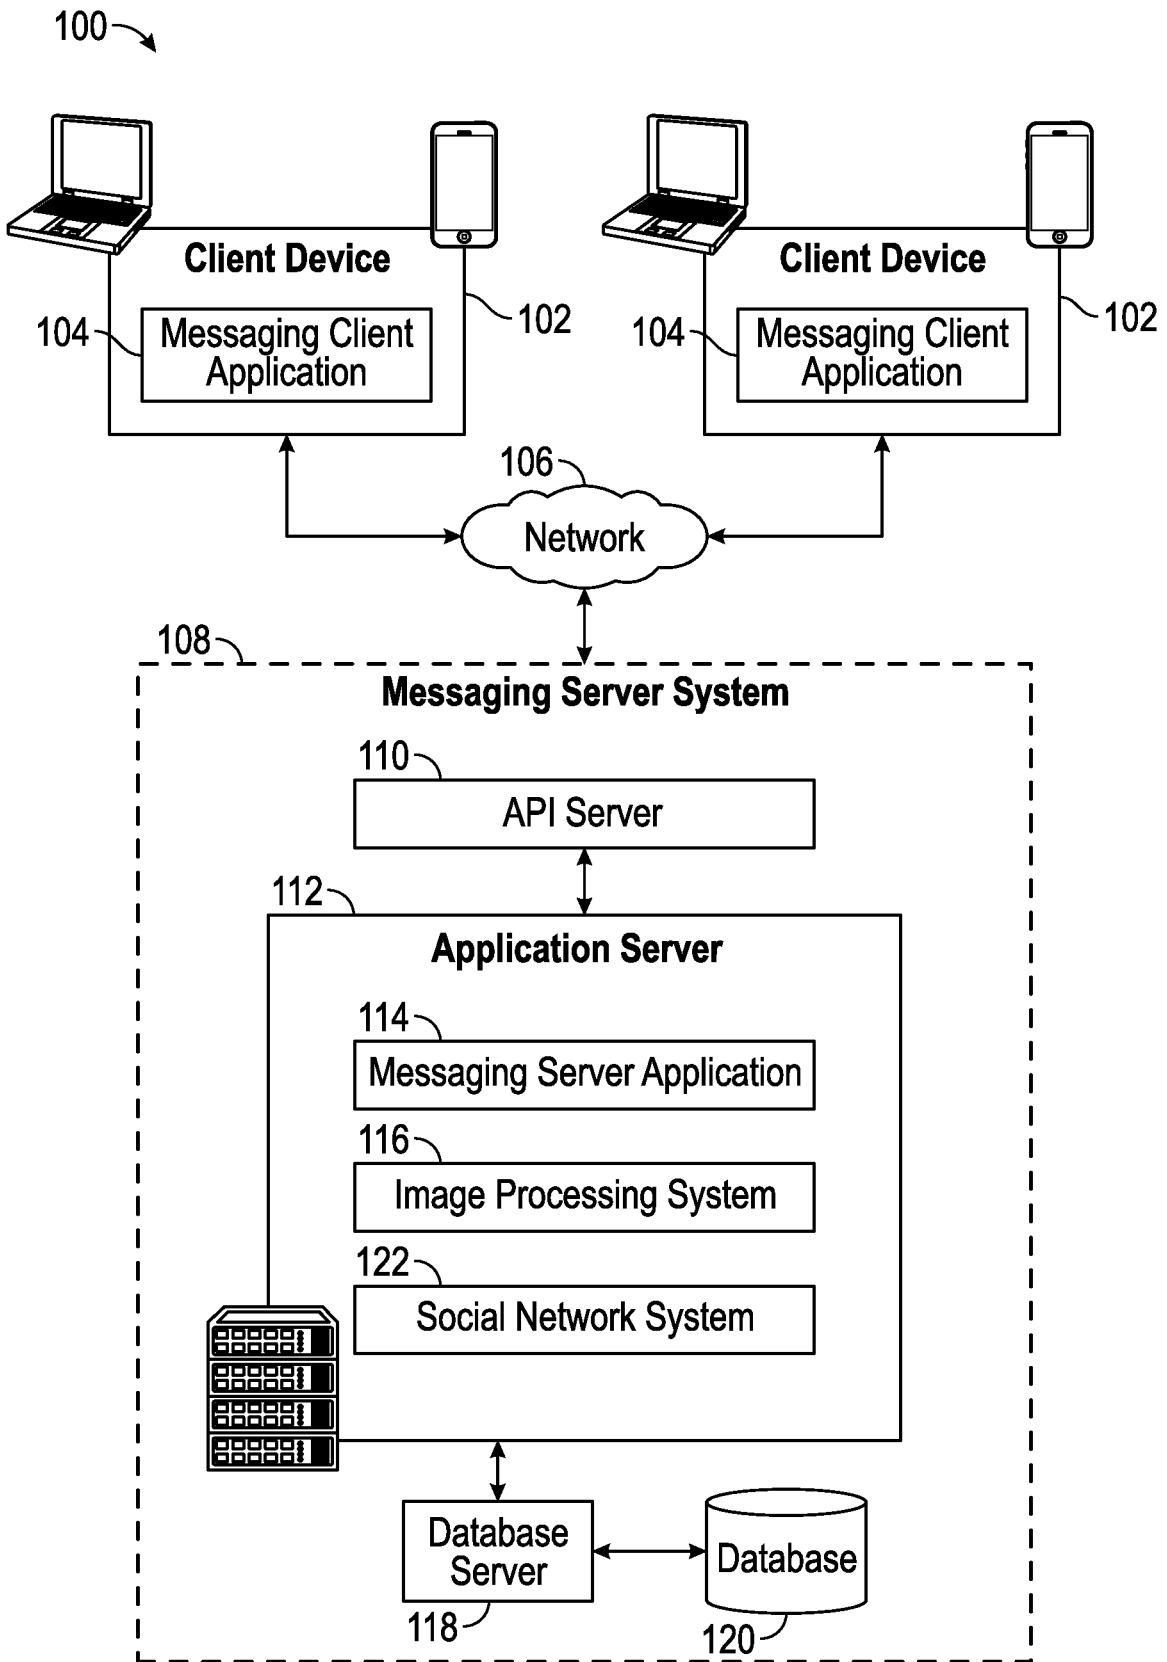 100
Client Device
Client Device
104
Messaging Client
Application
102
104
Messaging Client
Application
102
106
Network
108
Messaging Server System
110
API Server
112
Application Server
114
Messaging Server Application
116
Image Processing System
122
Social Network System
Database
Server
Database
118
120